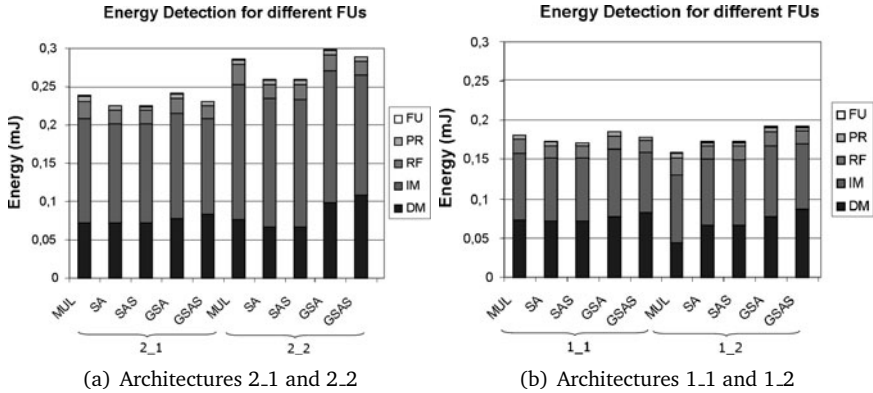 Energy Detection for different FUs
Energy (mJ)
0,3
0,25
0,2
0,15
0,1
0,05
0
MUL
SA
SAS
GSA
GSAS
MUL
SA
SAS
GSA
GSAS
2_1
2_2
FU
PR
RF
IM
DM
(a) Architectures 2_1 and 2_2
Energy Detection for different FUs
Energy (mJ)
0,3
0,25
0,2
0,15
0,1
0,05
0
MUL
SA
SAS
GSA
GSAS
MUL
SA
SAS
GSA
GSAS
1_1
1_2
FU
PR
RF
IM
DM
(b) Architectures 1_1 and 1_2